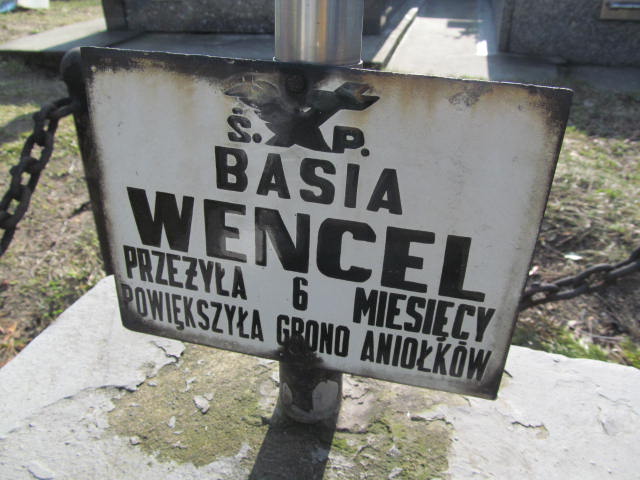 Ś. P.
BASIA
WENCEL
PRZEŻYŁA 6 MIESIĘCY
POWIĘKSZYŁA GRONO ANIOŁKÓW